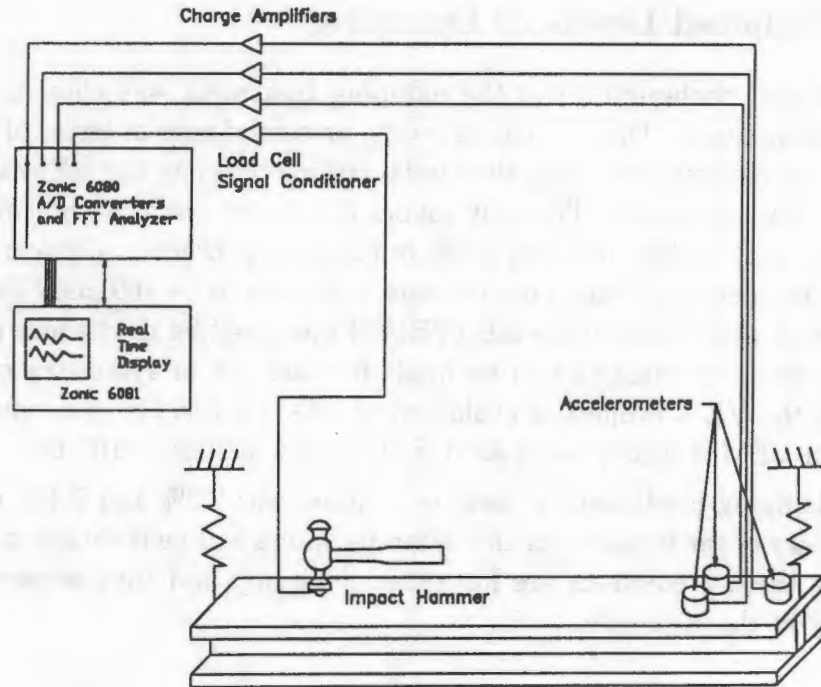 Charge Amplifiers
Load Cell
Signal Conditioner
Zonic 6080
A/D Converters
and FFT Analyzer
Real
Time
Display
Zonic 6081
Accelerometers
Impact Hammer